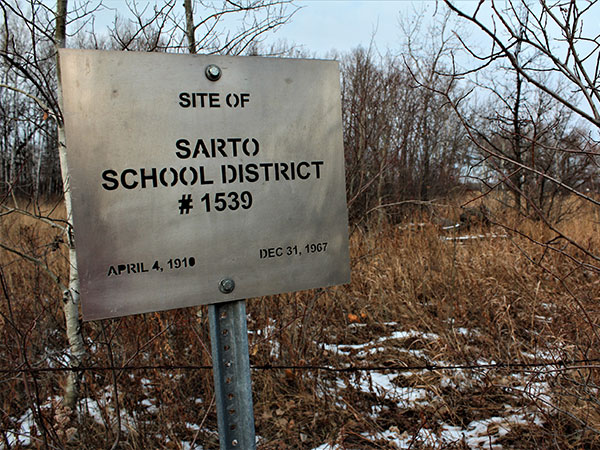 SITE OF
SARTO
SCHOOL DISTRICT
# 1539
APRIL 4, 1910 DEC 31, 1967